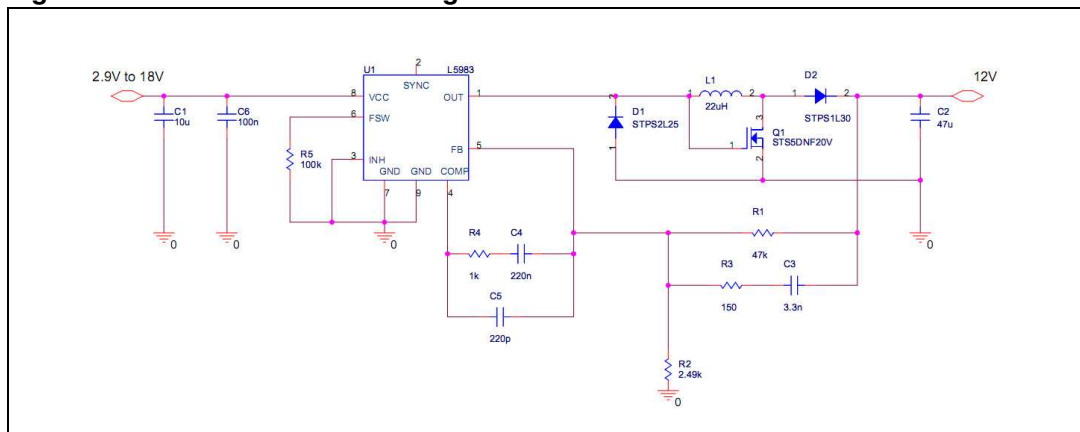 2.9V to 18V
C1
10u
C6
100n
0
0
R5
100k
U1
L5983
2
SYNC
8
VCC
OUT
1
6
FSW
FB
5
3
INH
GND
GND
COMP
7
9
4
0
R4
1k
C4
220n
C5
220p
D1
STPS2L25
2
1
L1
1
2
22uH
Q1
STS5DNF20V
3
1
2
D2
1
2
STPS1L30
12V
C2
47u
0
R1
47k
R3
150
C3
3.3n
R2
2.49k
0